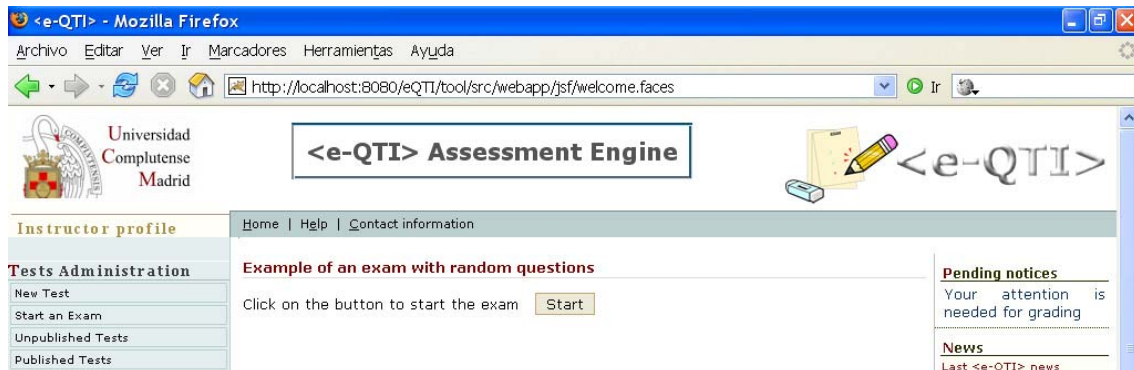 <e-QTI> - Mozilla Firefox
Archivo Editar Ver Ir Marcadores Herramientas Ayuda
http://localhost:8080/eQTI/tool/src/webapp/jsf/welcome.faces Ir
Universidad
Complutense
Madrid
<e-QTI> Assessment Engine
<e-QTI>
Instructor profile
Home | Help | Contact information
Tests Administration
New Test
Start an Exam
Unpublished Tests
Published Tests
Example of an exam with random questions
Click on the button to start the exam Start
Pending notices
Your attention is
needed for grading
News
Last <e-QTI> news